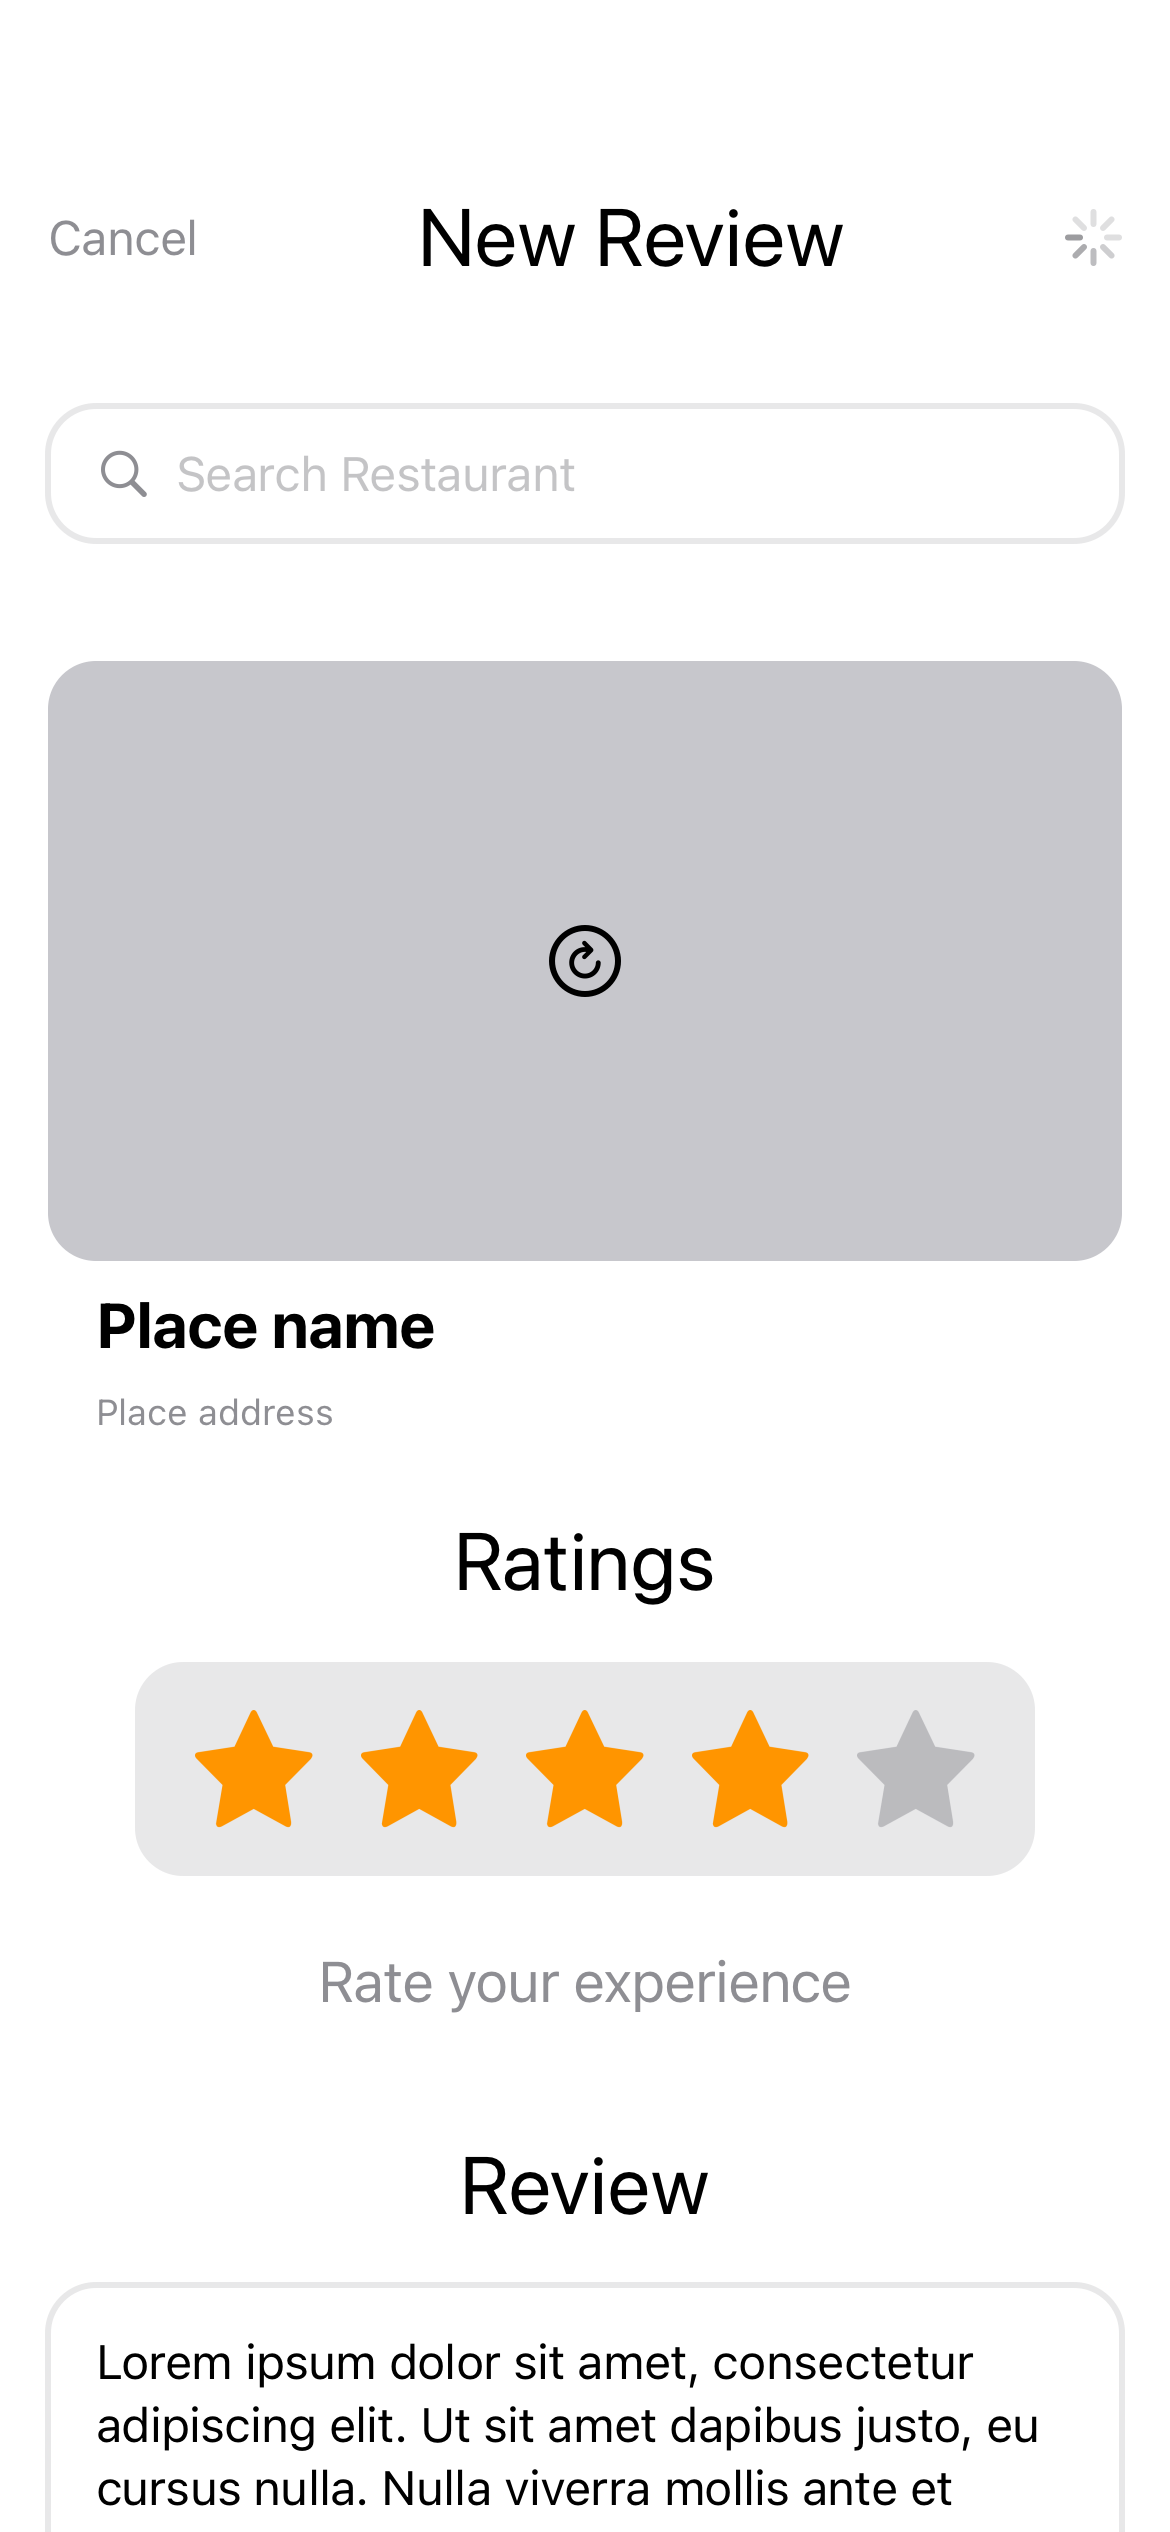 Cancel
New Review
Search Restaurant
Place name
Place address
Ratings
Rate your experience
Review
Lorem ipsum dolor sit amet, consectetur
adipiscing elit. Ut sit amet dapibus justo, eu
cursus nulla. Nulla viverra mollis ante et